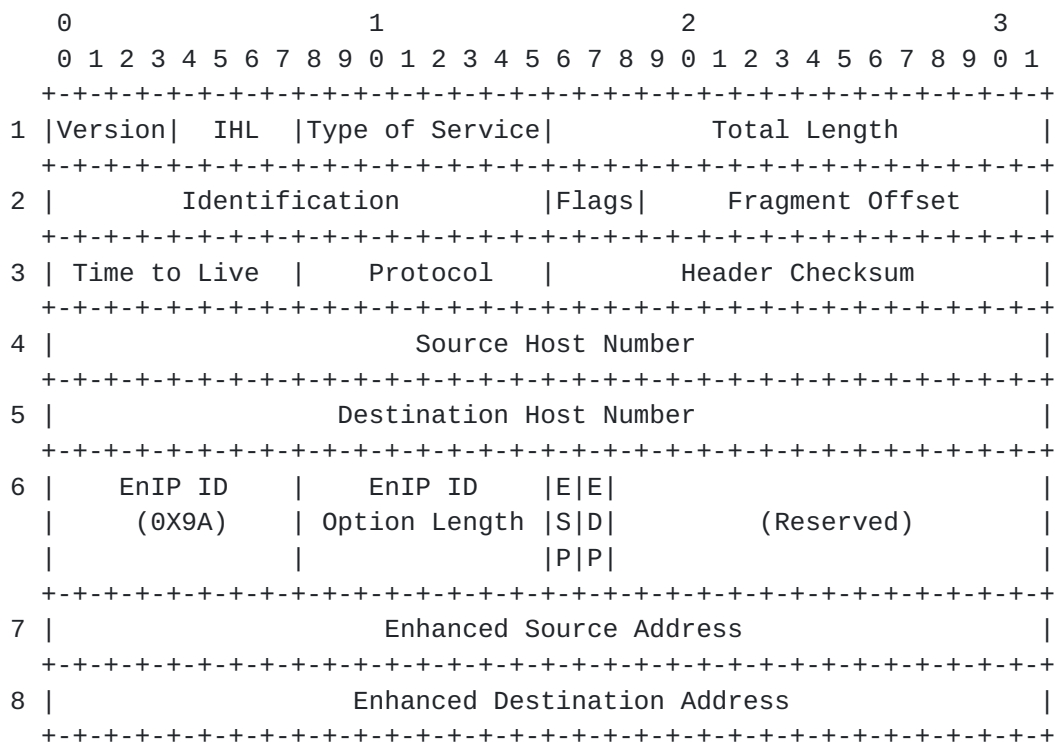 0                   1                   2                   3
    0 1 2 3 4 5 6 7 8 9 0 1 2 3 4 5 6 7 8 9 0 1 2 3 4 5 6 7 8 9 0 1
   +-+-+-+-+-+-+-+-+-+-+-+-+-+-+-+-+-+-+-+-+-+-+-+-+-+-+-+-+-+-+-+-+
 1 |Version|  IHL  |Type of Service|          Total Length         |
   +-+-+-+-+-+-+-+-+-+-+-+-+-+-+-+-+-+-+-+-+-+-+-+-+-+-+-+-+-+-+-+-+
 2 |        Identification         |Flags|     Fragment Offset     |
   +-+-+-+-+-+-+-+-+-+-+-+-+-+-+-+-+-+-+-+-+-+-+-+-+-+-+-+-+-+-+-+-+
 3 | Time to Live  |    Protocol   |        Header Checksum        |
   +-+-+-+-+-+-+-+-+-+-+-+-+-+-+-+-+-+-+-+-+-+-+-+-+-+-+-+-+-+-+-+-+
 4 |                       Source Host Number                      |
   +-+-+-+-+-+-+-+-+-+-+-+-+-+-+-+-+-+-+-+-+-+-+-+-+-+-+-+-+-+-+-+-+
 5 |                  Destination Host Number                      |
   +-+-+-+-+-+-+-+-+-+-+-+-+-+-+-+-+-+-+-+-+-+-+-+-+-+-+-+-+-+-+-+-+
 6 |    EnIP ID    |    EnIP ID    |E|E|                           |
   |     (0X9A)    | Option Length |S|D|         (Reserved)        |
   |               |               |P|P|                           |
   +-+-+-+-+-+-+-+-+-+-+-+-+-+-+-+-+-+-+-+-+-+-+-+-+-+-+-+-+-+-+-+-+
 7 |                     Enhanced Source Address                   |
   +-+-+-+-+-+-+-+-+-+-+-+-+-+-+-+-+-+-+-+-+-+-+-+-+-+-+-+-+-+-+-+-+
 8 |                   Enhanced Destination Address                |
   +-+-+-+-+-+-+-+-+-+-+-+-+-+-+-+-+-+-+-+-+-+-+-+-+-+-+-+-+-+-+-+-+